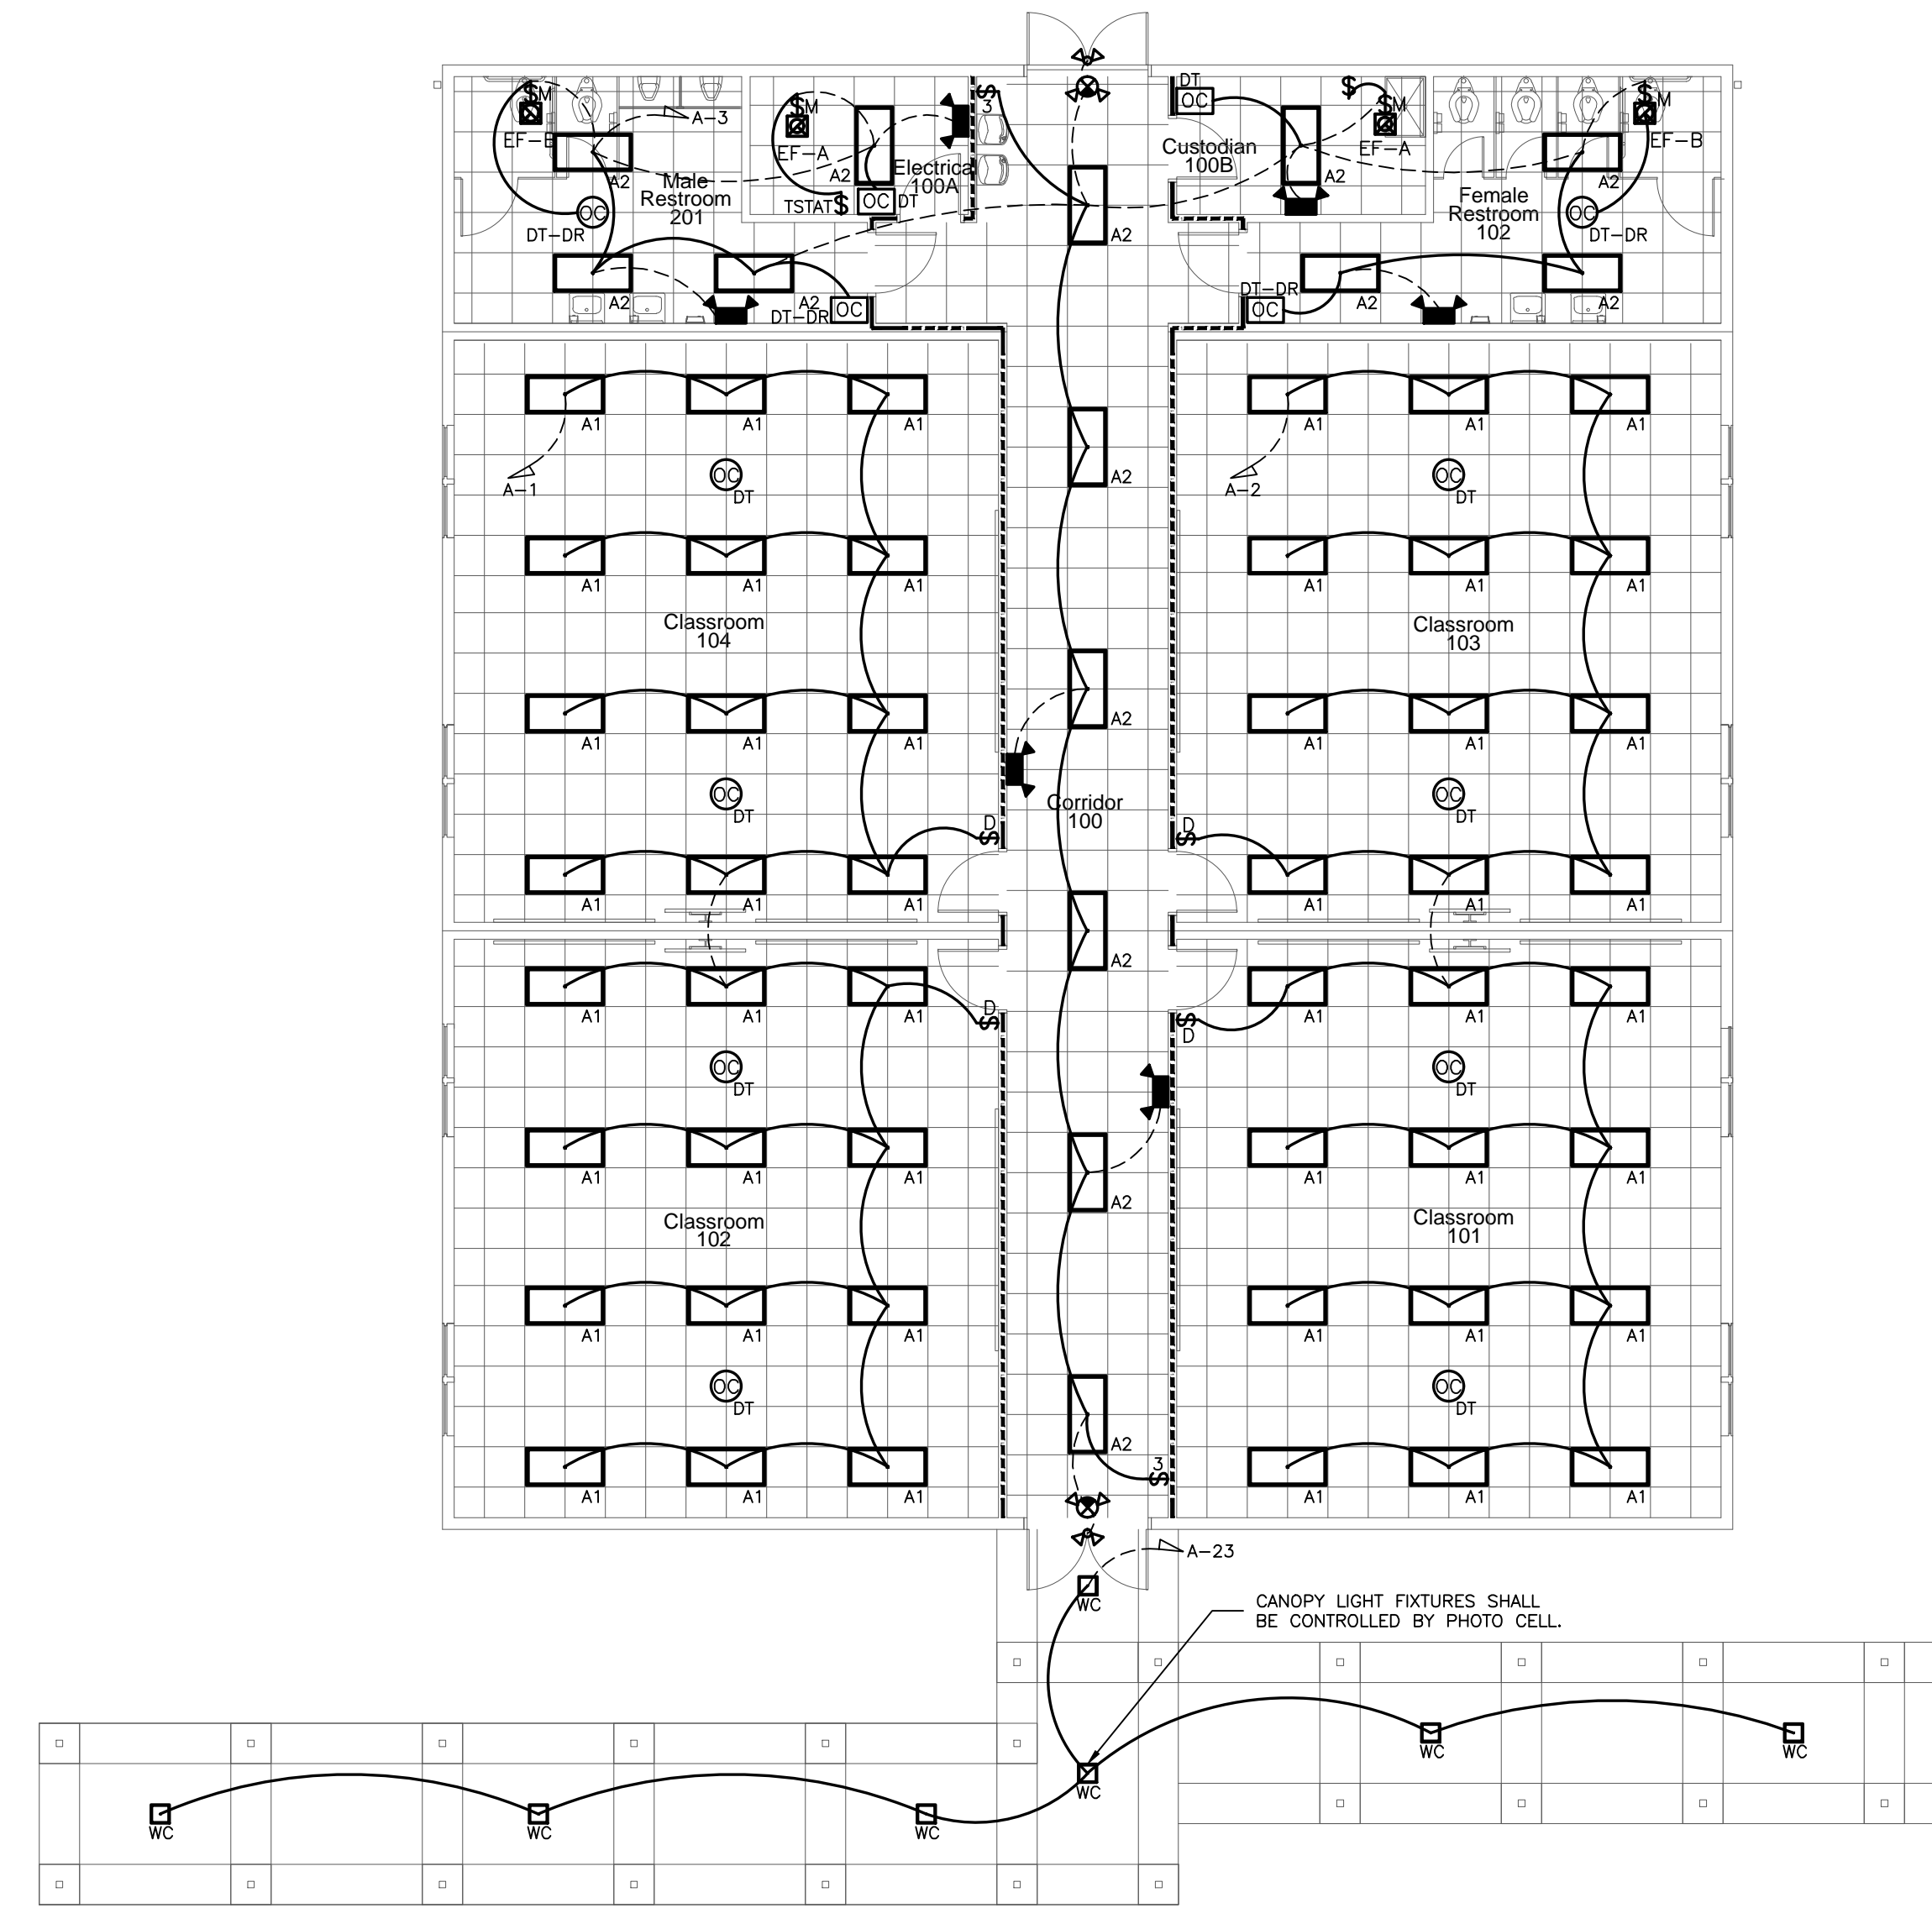 DT
OC
$M
3
$
$M
$M
$M
A-3
EF-B
EF-A
EF-A
EF-B
Custodian
100B
Electrical
100A
A2
A2
A2
A2
A2
Male
Restroom
201
TSTAT$
OC
DT
Female
Restroom
102
OC
OC
DT-DR
DT-DR
A2
DT-DR
A2
A2
DT-DR
OC
OC
A2
A2
A1
A1
A1
A1
A1
A1
OC
DT
OC
DT
A-1
A-2
A2
A1
A1
A1
A1
A1
A1
Classroom
104
Classroom
103
A2
A1
A1
A1
A1
A1
A1
OC
DT
OC
DT
Corridor
100
D
$
D
$
A1
A1
A1
A1
A1
A1
A2
D
$
$
D
A1
A1
A1
A1
A1
A1
OC
DT
OC
DT
A1
A1
A1
A1
A1
A1
A2
Classroom
102
Classroom
101
A1
A1
A1
A1
A1
A1
OC
DT
OC
DT
A2
3
$
A1
A1
A1
A1
A1
A1
A-23
WC
CANOPY LIGHT FIXTURES SHALL
BE CONTROLLED BY PHOTO CELL.
WC
WC
WC
WC
WC
WC